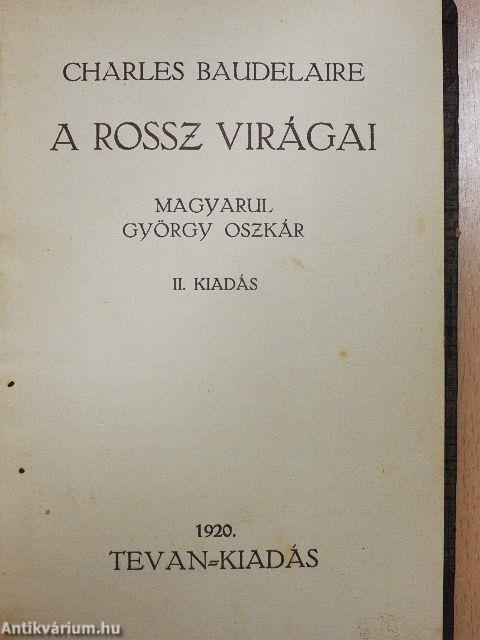 CHARLES BAUDELAIRE
A ROSSZ VIRÁGAI
MAGYARUL
GYÖRGY OSZKÁR
II. KIADÁS
1920.
TEVAN=KIADÁS
Antikvárium.hu